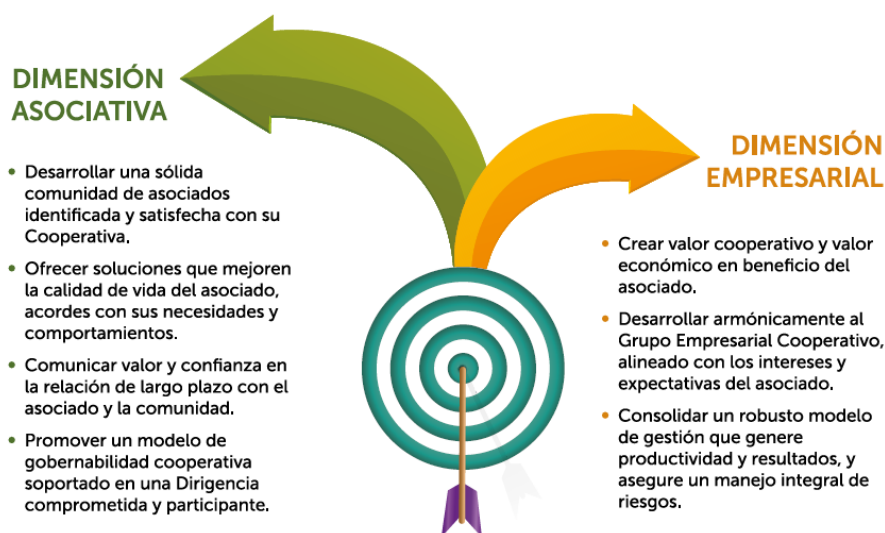 DIMENSIÓN
ASOCIATIVA
• Desarrollar una sólida
comunidad de asociados
identificada y satisfecha con su
Cooperativa.
• Ofrecer soluciones que mejoren
la calidad de vida del asociado,
acordes con sus necesidades y
comportamientos.
• Comunicar valor y confianza en
la relación de largo plazo con el
asociado y la comunidad.
• Promover un modelo de
gobernabilidad cooperativa
soportado en una Dirigencia
comprometida y participante.
DIMENSIÓN
EMPRESARIAL
• Crear valor cooperativo y valor
económico en beneficio del
asociado.
• Desarrollar armónicamente al
Grupo Empresarial Cooperativo,
alineado con los intereses y
expectativas del asociado.
• Consolidar un robusto modelo
de gestión que genere
productividad y resultados, y
asegure un manejo integral de
riesgos.